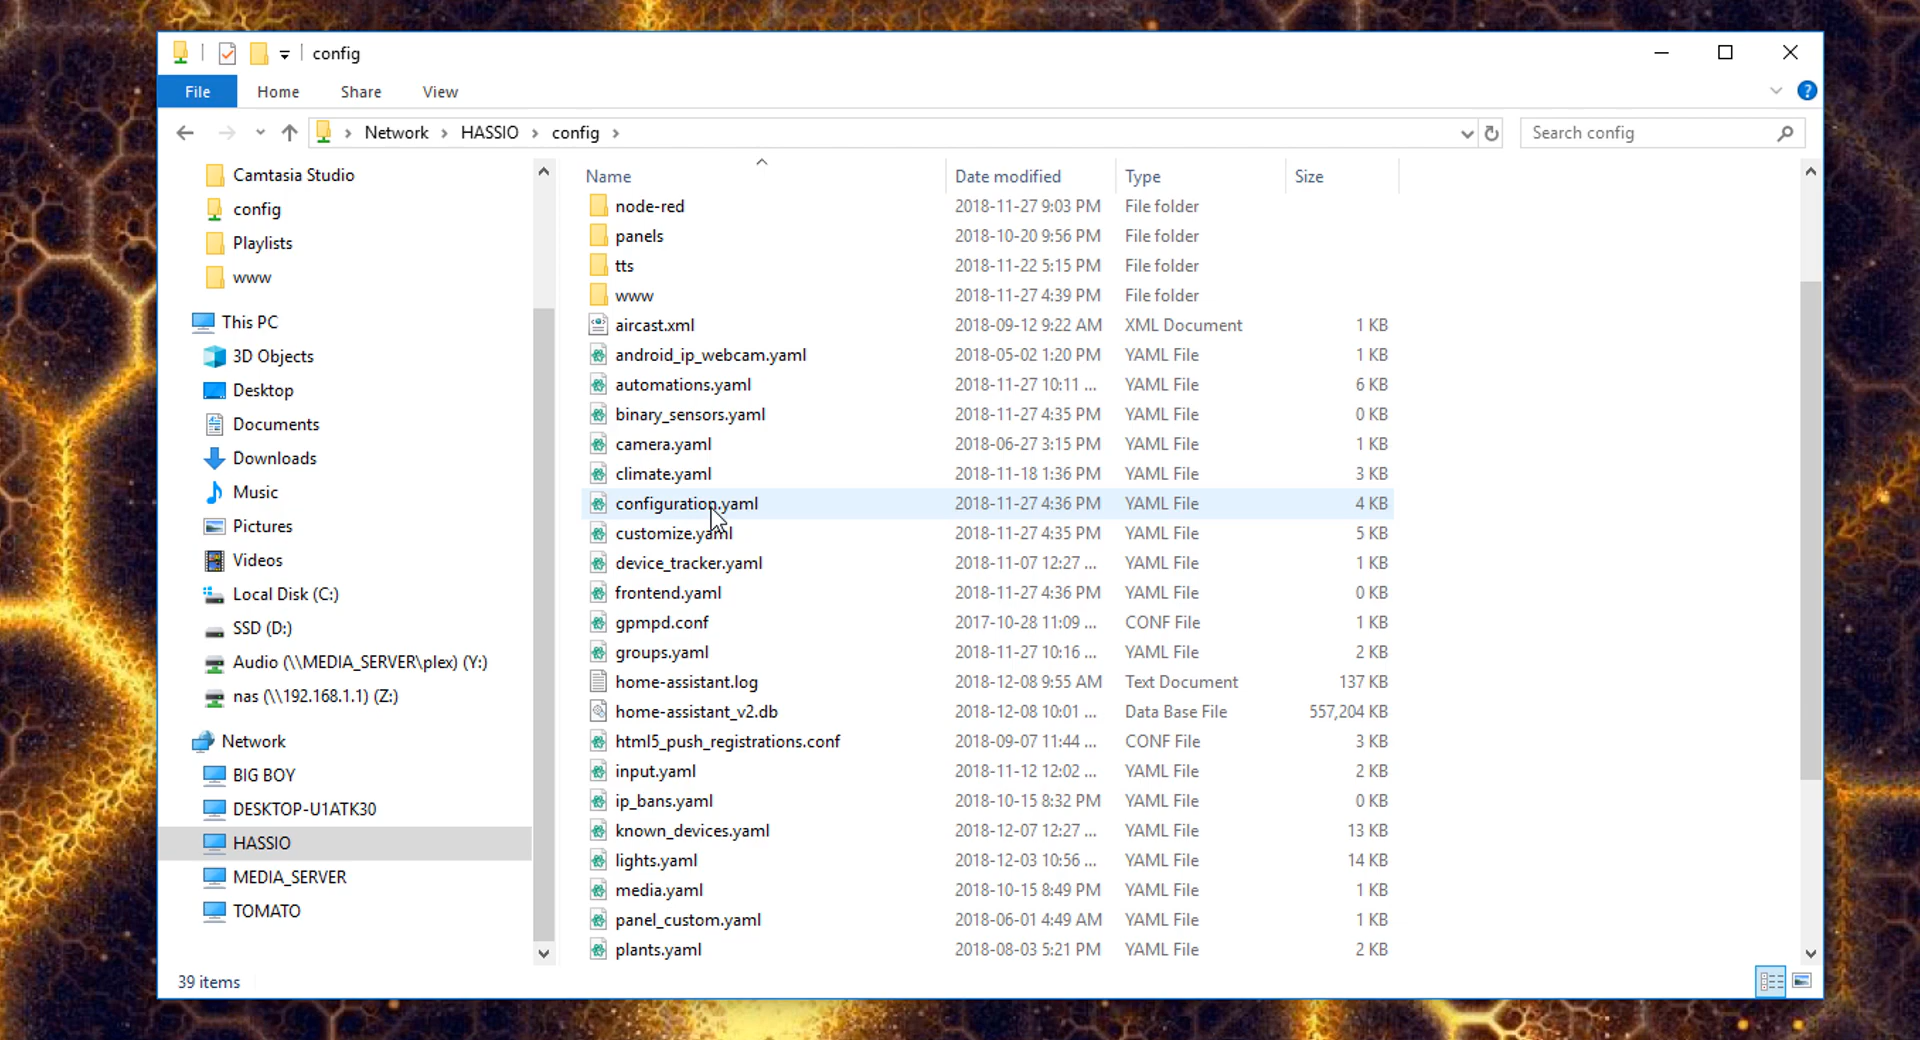 config
File Home Share View
Network HASSIO config
Search config
Camtasia Studio
config
Playlists
www
This PC
3D Objects
Desktop
Documents
Downloads
Music
Pictures
Videos
Local Disk (C:)
SSD (D:)
Audio (\\MEDIA_SERVER\plex) (Y:)
nas (\\192.168.1.1) (Z:)
Network
BIG BOY
DESKTOP-U1ATK30
HASSIO
MEDIA_SERVER
TOMATO
Name Date modified Type Size
node-red 2018-11-27 9:03 PM File folder
panels 2018-10-20 9:56 PM File folder
tts 2018-11-22 5:15 PM File folder
www 2018-11-27 4:39 PM File folder
aircast.xml 2018-09-12 9:22 AM XML Document 1 KB
android_ip_webcam.yaml 2018-05-02 1:20 PM YAML File 1 KB
automations.yaml 2018-11-27 10:11 ... YAML File 6 KB
binary_sensors.yaml 2018-11-27 4:35 PM YAML File 0 KB
camera.yaml 2018-06-27 3:15 PM YAML File 1 KB
climate.yaml 2018-11-18 1:36 PM YAML File 3 KB
configuration.yaml 2018-11-27 4:36 PM YAML File 4 KB
customize.yaml 2018-11-27 4:35 PM YAML File 5 KB
device_tracker.yaml 2018-11-07 12:27 ... YAML File 1 KB
frontend.yaml 2018-11-27 4:36 PM YAML File 0 KB
gpmpd.conf 2017-10-28 11:09 ... CONF File 1 KB
groups.yaml 2018-11-27 10:16 ... YAML File 2 KB
home-assistant.log 2018-12-08 9:55 AM Text Document 137 KB
home-assistant_v2.db 2018-12-08 10:01 ... Data Base File 557,204 KB
html5_push_registrations.conf 2018-09-07 11:44 ... CONF File 3 KB
input.yaml 2018-11-12 12:02 ... YAML File 2 KB
ip_bans.yaml 2018-10-15 8:32 PM YAML File 0 KB
known_devices.yaml 2018-12-07 12:27 ... YAML File 13 KB
lights.yaml 2018-12-03 10:56 ... YAML File 14 KB
media.yaml 2018-10-15 8:49 PM YAML File 1 KB
panel_custom.yaml 2018-06-01 4:49 AM YAML File 1 KB
plants.yaml 2018-08-03 5:21 PM YAML File 2 KB
39 items